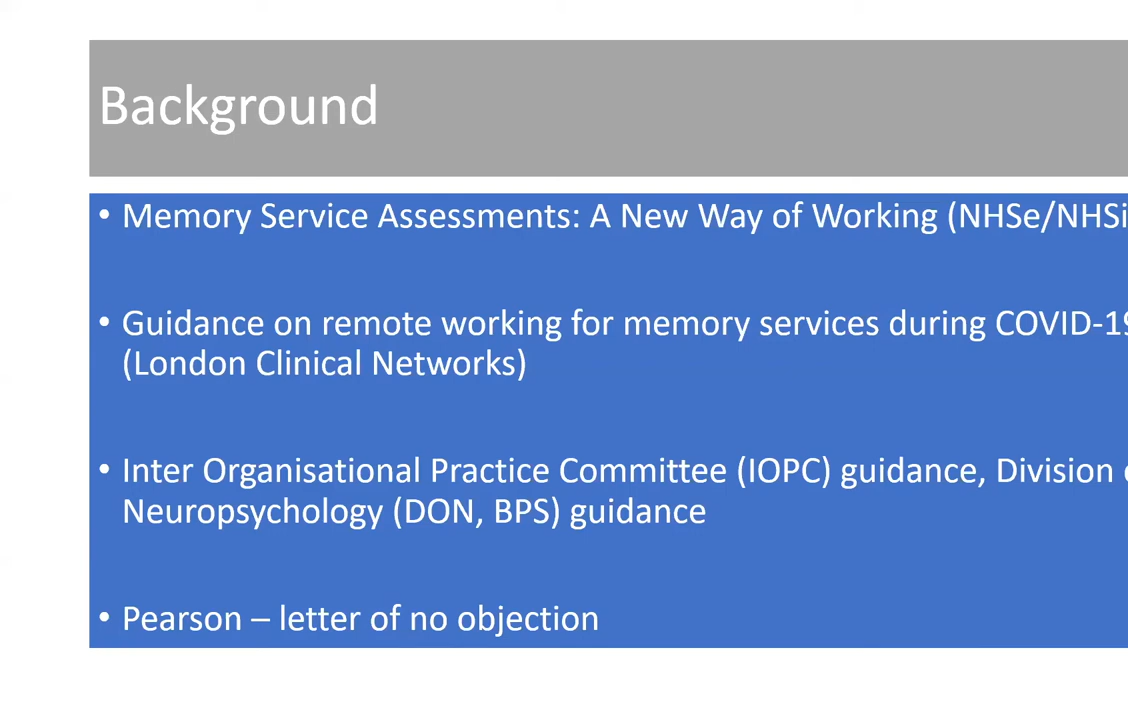 Background
• Memory Service Assessments: A New Way of Working (NHSe/NHSi
• Guidance on remote working for memory services during COVID-19
(London Clinical Networks)
• Inter Organisational Practice Committee (IOPC) guidance, Division
Neuropsychology (DON, BPS) guidance
• Pearson – letter of no objection